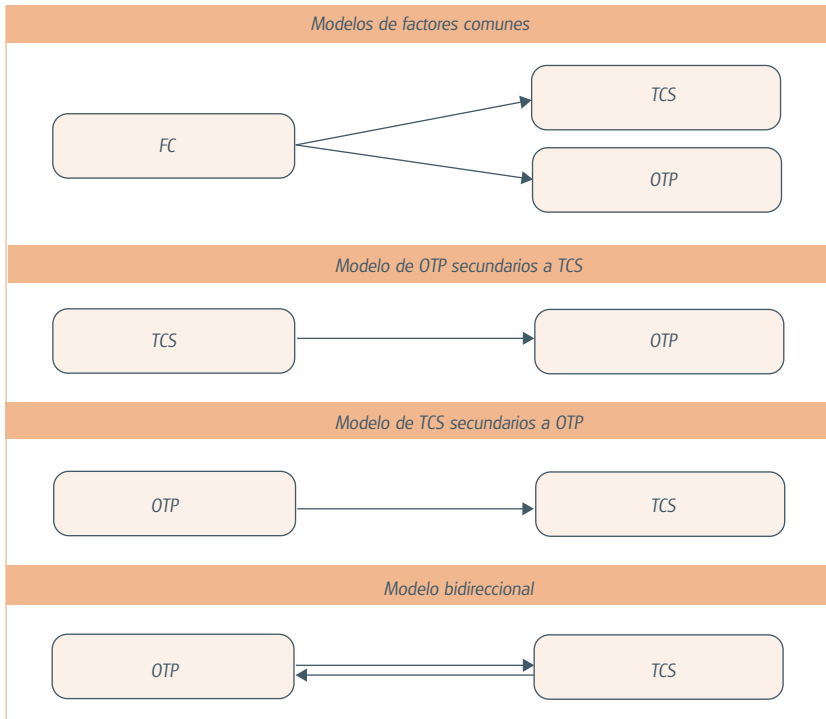 Modelos de factores comunes
FC
TCS
OTP
Modelo de OTP secundarios a TCS
TCS
OTP
Modelo de TCS secundarios a OTP
OTP
TCS
Modelo bidireccional
OTP
TCS